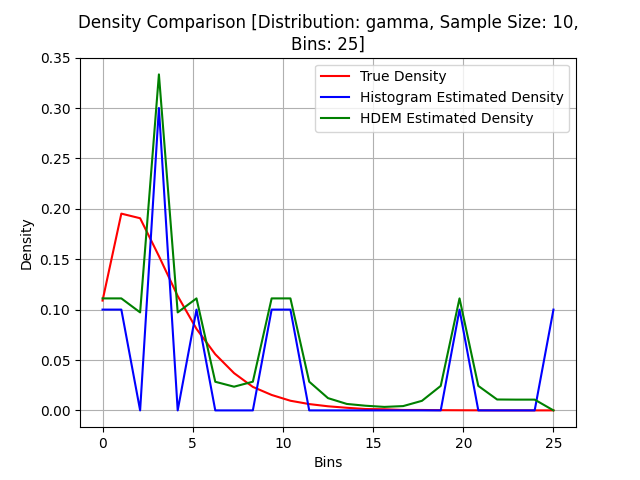 Density Comparison [Distribution: gamma, Sample Size: 10,
Bins: 25]
True Density
Histogram Estimated Density
HDEM Estimated Density
Density
0.35
0.30
0.25
0.20
0.15
0.10
0.05
0.00
0 5 10 15 20 25
Bins